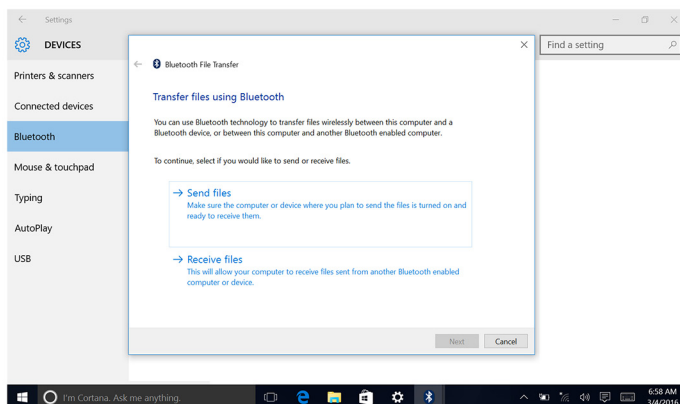 Settings
DEVICES
Find a setting
Printers & scanners
Connected devices
Bluetooth
Mouse & touchpad
Typing
AutoPlay
USB
Bluetooth File Transfer
Transfer files using Bluetooth
You can use Bluetooth technology to transfer files wirelessly between this computer and a
Bluetooth device, or between this computer and another Bluetooth enabled computer.
To continue, select if you would like to send or receive files.
Send files
Make sure the computer or device where you plan to send the files is turned on and
ready to receive them.
Receive files
This will allow your computer to receive files sent from another Bluetooth enabled
computer or device.
Next
Cancel
I'm Cortana. Ask me anything.
6:58 AM
3/4/2016